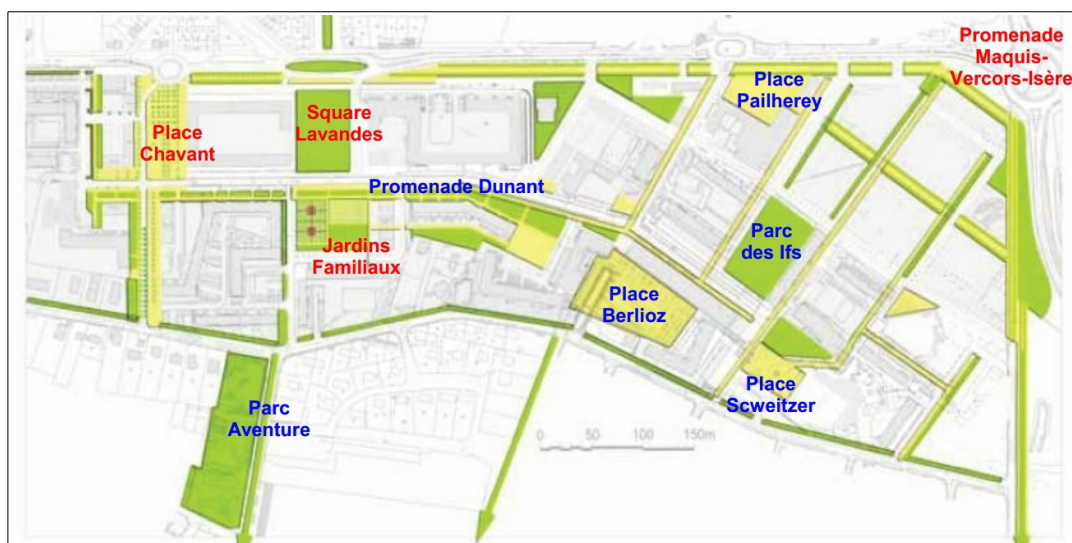 Promenade
Maquis-
Vercors-Isère
Place
Pailherey
Square
Lavandes
Place
Chavant
Promenade Dunant
Parc
des Ifs
Jardins
Familiaux
Place
Berlioz
Place
Scweitzer
Parc
Aventure
0 50 100 150m